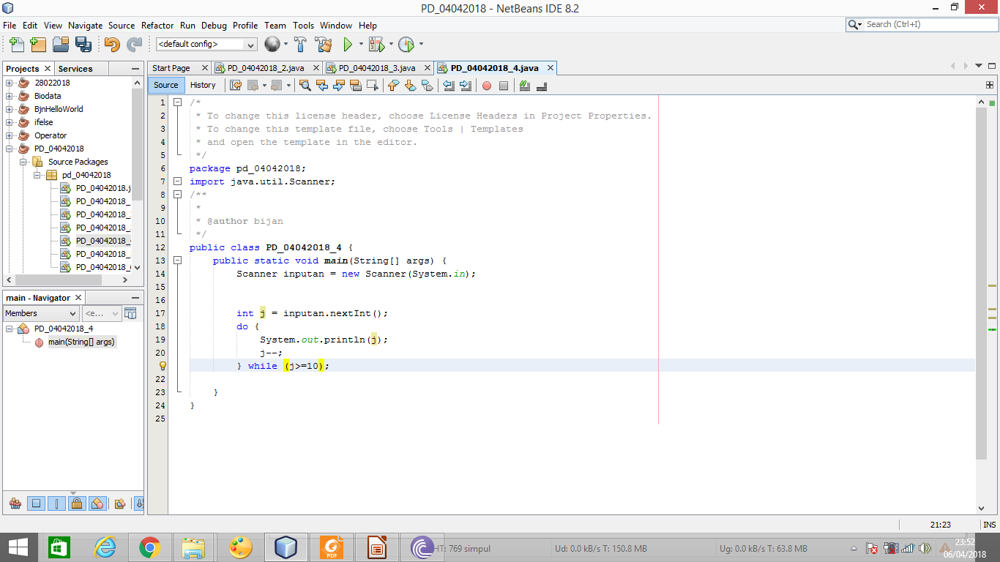 PD_04042018 - NetBeans IDE 8.2
File Edit View Navigate Source Refactor Run Debug Profile Team Tools Window Help
Search (Ctrl+I)
<default config>
Projects
Services
28022018
Biodata
BjnHelloWorld
ifelse
Operator
PD_04042018
Source Packages
pd_04042018
PD_04042018.j
PD_04042018_
PD_04042018_
PD_04042018_
PD_04042018_
PD_04042018_
PD_04042018_
main - Navigator
Members
<e...
PD_04042018_4
main(String[] args)
Start Page
PD_04042018_2.java
PD_04042018_3.java
PD_04042018_4.java
Source
History
1 /*
2 * To change this license header, choose License Headers in Project Properties.
3 * To change this template file, choose Tools | Templates
4 * and open the template in the editor.
5 */
6 package pd_04042018;
7 import java.util.Scanner;
8 /**
9 *
10 * @author bijan
11 */
12 public class PD_04042018_4 {
13 public static void main(String[] args) {
14 Scanner inputan = new Scanner(System.in);
15
16
17 int j = inputan.nextInt();
18 do {
19 System.out.println(j);
20 j--;
} while (j>=10);
22
23 }
24 }
25
21:23
INS
HT: 769 simpul
Ud: 0.0 kB/s T: 150.8 MB
Ug: 0.0 kB/s T: 63.8 MB
PDF
23:52
06/04/2018